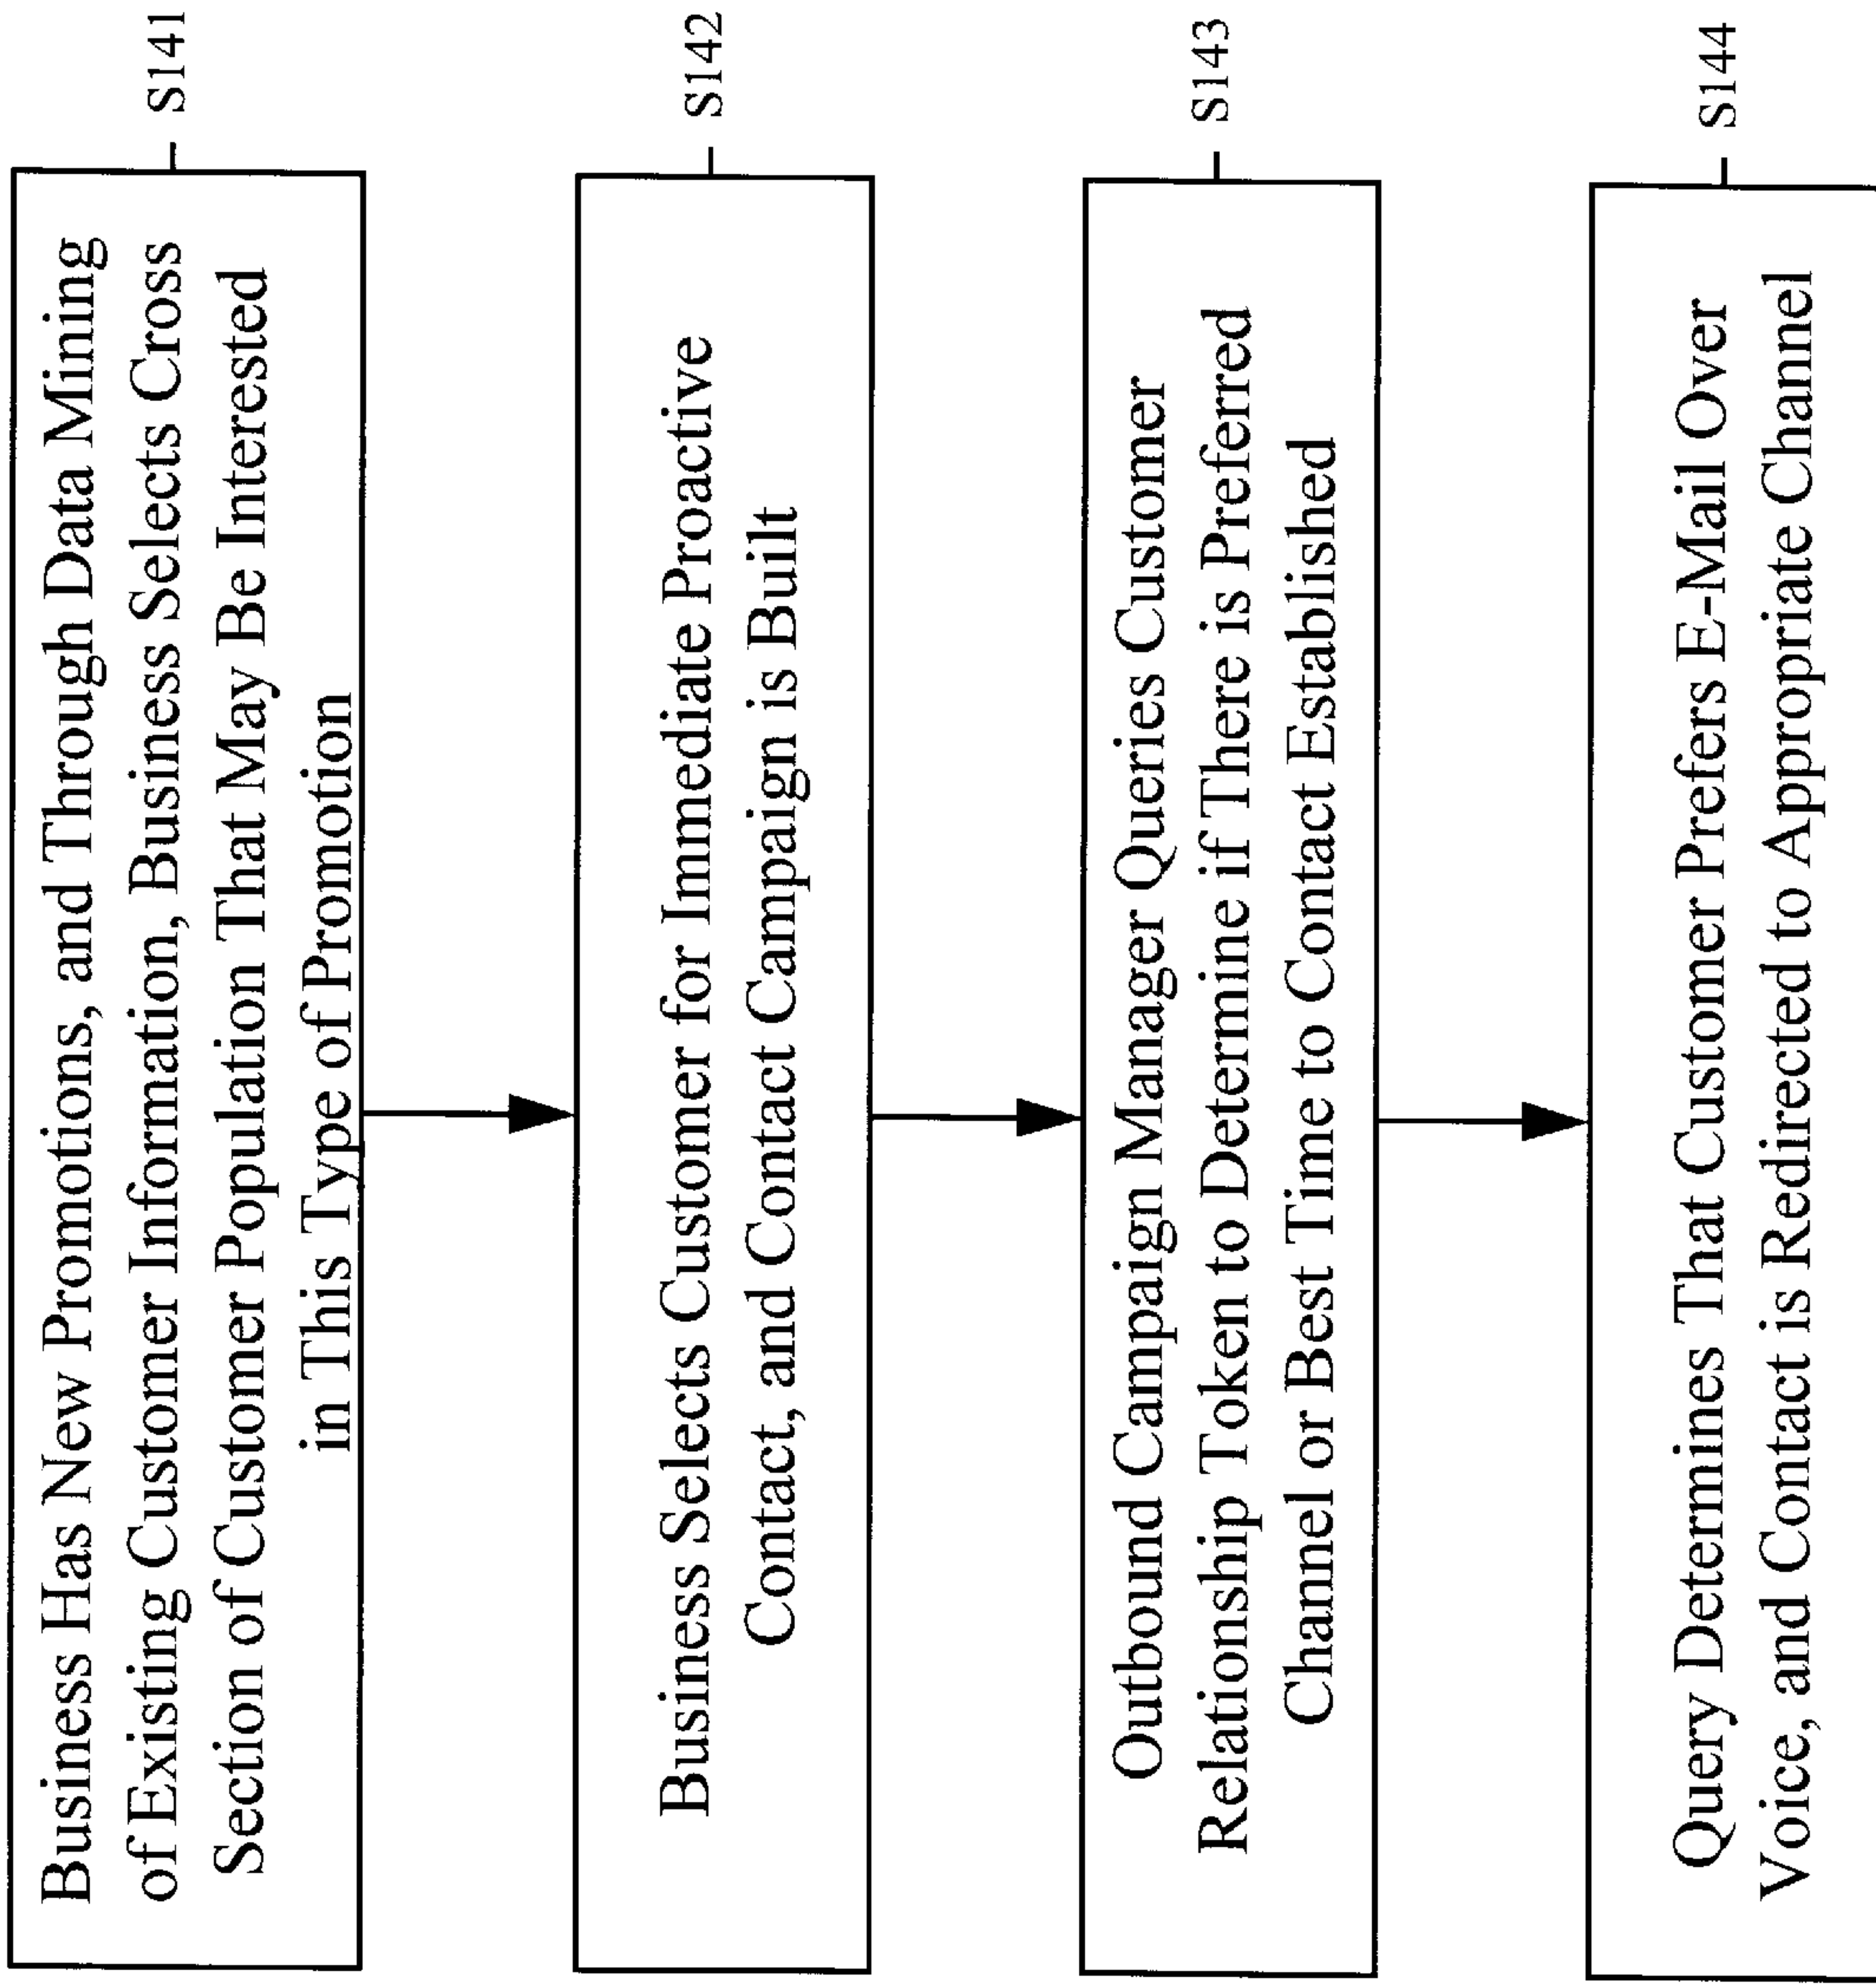 Business Has New Promotions, and Through Data Mining
of Existing Customer Information, Business Selects Cross
Section of Customer Population That May Be Interested
in This Type of Promotion
S141
Business Selects Customer for Immediate Proactive
Contact, and Contact Campaign is Built
S142
Outbound Campaign Manager Queries Customer
Relationship Token to Determine if There is Preferred
Channel or Best Time to Contact Established
S143
Query Determines That Customer Prefers E-Mail Over
Voice, and Contact is Redirected to Appropriate Channel
S144